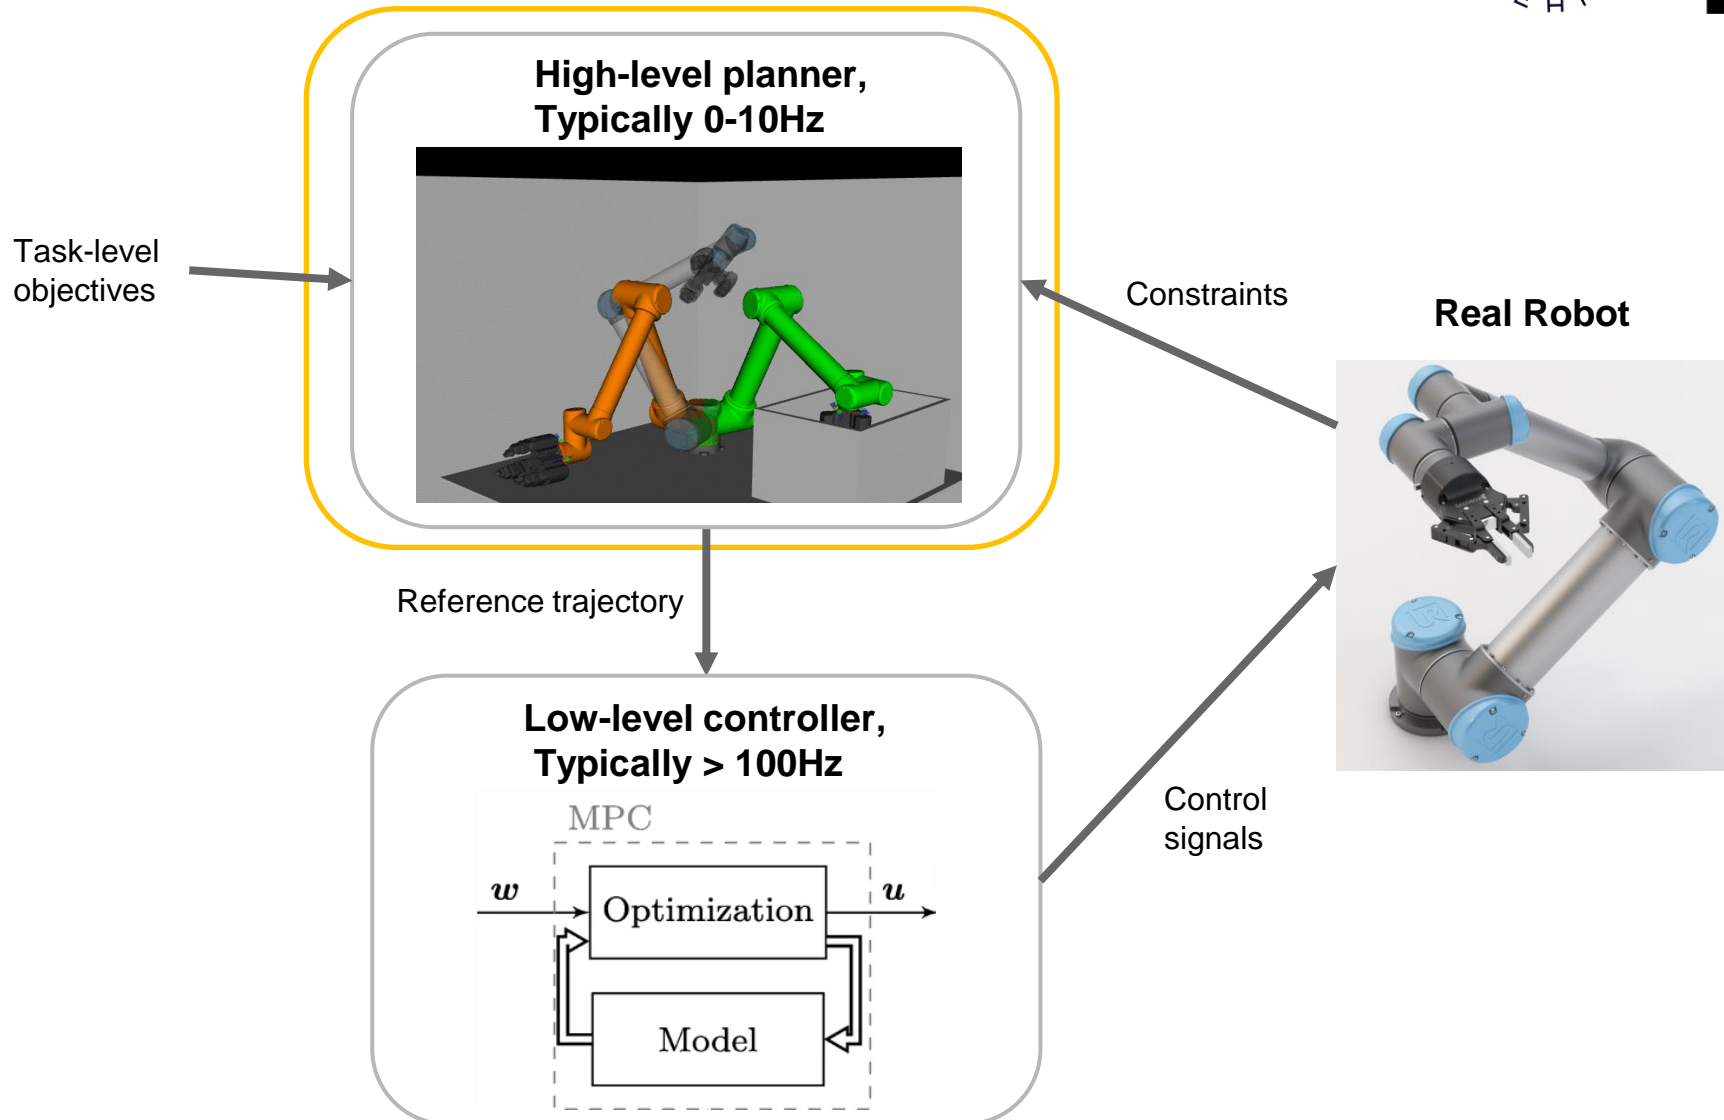 High-level planner,
Typically 0-10Hz
Task-level
objectives
Constraints
Real Robot
Reference trajectory
Low-level controller,
Typically > 100Hz
MPC
w
Optimization
u
Model
Control
signals